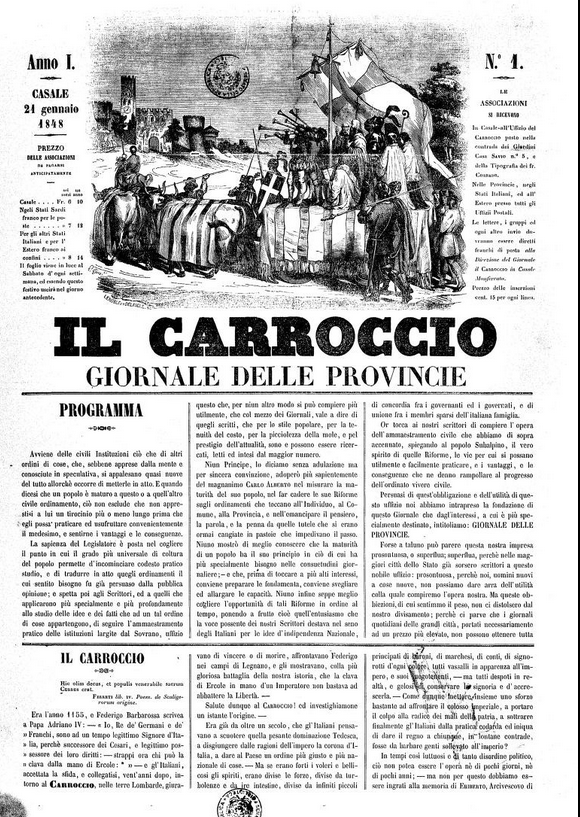 Anno I.
CASALE
21 gennaio
1848
PREZZO
DELLE ASSOCIAZIONI
DA PAGARSI
ANTICIPATAMENTE
Casale . . . . Fr. 6 10
Negli Stati Sardi
franco per le poste
. . . . . » 7 12
Per gli altri Stati
Italiani e per l'
Estero franco ai
confini . . . . » 8 14
Il foglio viene in luce al
Sabbato d'ogni settimana,
ed essendo questo
festivo uscirà nel giorno
antecedente.
N.º 1.
LE
ASSOCIAZIONI
SI RICEVONO
In Casale all'Uffizio del
CARROCCIO posto nella
contrada dei Giardini
Casa SAVIO n.º 5, e
della Tipografia dei fr.
CORRADO.
Nelle Provincie, negli
Stati Italiani, ed all'
Estero presso tutti gli
Uffizii Postali.
Le lettere, i gruppi ed
ogni altro invio dovranno
essere diretti
franchi di posta alla
Direzione del Giornale
il CARROCCIO in Casale
Monferrato.
Prezzo delle inserzioni
cent. 15 per ogni linea.
IL CARROCCIO
GIORNALE DELLE PROVINCIE
PROGRAMMA
Avviene delle civili Instituzioni ciò che di altri
ordini di cose, che, sebbene apprese dalla mente e
conosciute in speculativa, si appalesano quasi nuove
del tutto allorchè occorre di metterle in atto. E quando
dicesi che un popolo è maturo a questo o a quell'altro
civile ordinamento, ciò non esclude che non apprestisi
a lui un tirocinio più o meno lungo prima che
egli possa praticare ed usufruttare convenientemente
il medesimo, e sentirne i vantaggi e le conseguenze.
La sapienza del Legislatore è posta nel cogliere
il punto in cui il grado più universale di coltura
del popolo permette d'incominciare codesto pratico
studio, e di tradurre in atto quegli ordinamenti il
cui sentito bisogno fa già persuasa dalla pubblica
opinione; e spetta poi agli Scrittori, ed a quelli che
applicarono più specialmente e più profondamente
allo studio delle idee e dei fatti che ad un tal ordine
di cose appartengono, di seguire l'ammaestramento
pratico delle istituzioni largite dal Sovrano, uffizio
questo che, per niun altro modo si può compiere più
utilmente, che col mezzo dei Giornali, vale a dire di
quegli scritti, che per lo stile popolare, per la tenuità
del costo, per la picciolezza della mole, e pel
prestigio dell'attualità, sono e possono essere ricercati,
letti ed intesi dal maggior numero.
Niun Principe, lo diciamo senza adulazione ma
per sincera convinzione, adoperò più sapientemente
del magnanimo CARLO ALBERTO nel misurare la maturità
del suo popolo, nel far cadere le sue Riforme
sugli ordinamenti che toccano all'Individuo, al Comune,
alla Provincia, e nell'emancipare il pensiero,
la parola, e la penna da quelle tutele che si erano
ormai cangiate in pastoie che impedivano il passo.
Niuno mostrò di meglio conoscere che la maturità
di un popolo ha il suo principio in ciò di cui ha
più specialmente bisogno nelle consuetudini giornaliere;
e che, prima di toccare a più alti interessi,
conviene preparare le fondamenta, conviene svegliare
ed allargare le capacità. Niuno infine seppe meglio
cogliere l'opportunità di tali Riforme in ordine al
tempo, ponendo a frutto cioè quell'entusiasmo che
la voce possente dei nostri Scrittori destava nel seno
degli Italiani per le idee d'indipendenza Nazionale,
di concordia fra i governanti ed i governati, e di
unione fra i membri sparsi dell'italiana famiglia.
Or tocca ai nostri scrittori di compiere l'opera
dell'ammaestramento civile che abbiamo di sopra
accennato, spiegando al popolo Subalpino, il vero
spirito di quelle Riforme, le vie per cui si possano
utilmente e facilmente praticare, e i vantaggi, e le
conseguenze che ne denno rampollare al progresso
dell'ordinato vivere civile.
Persuasi di quest'obbligazione e dell'utilità di questo
uffizio noi abbiamo intrapresa la fondazione di
questo Giornale che dagl'interessi, a cui è più specialmente
destinato, intitoliamo: GIORNALE DELLE
PROVINCIE.
Forse a taluno può parere questa nostra impresa
prosuntuosa, o superflua; superflua, perchè nelle maggiori
città dello Stato già sorsero scrittori a questo
nobile uffizio: prosontuosa, perchè noi, uomini nuovi
a cose nuove, non possiamo dare arra dell'utilità
colla quale compiremo l'opera nostra. Ma queste obbiezioni,
di cui sentiamo il peso, non ci distolsero dal
nostro divisamento; perchè ci parve che i giornali
quotidiani delle grandi città, portati necessariamente
ad un prezzo più elevato, non possono ottenere tutta
IL CARROCCIO
Hic olim decus, et populi venerabile sacrum
CURRUS erat.
FERRARII lib. IV. Poem. de Scaligerorum
origine.
Era l'anno 1155, e Federigo Barbarossa scriveva
a Papa Adriano IV: — « Io, Re de' Germani e de'
» Franchi, sono ad un tempo legittimo Signore d'Italia,
» perchè successore dei Cesari, e legittimo possessore
» dei loro diritti: — strappi ora chi può la
» clava dalla mano di Ercole: » — e gl'Italiani,
accettata la sfida, e collegatisi, vent'anni dopo, intorno
al CARROCCIO, nelle terre Lombarde, giuravano
di vincere o di morire, affrontavano Federigo
nei campi di Legnano, e gli mostravano, colla più
gloriosa battaglia della nostra istoria, che la clava
di Ercole in mano d'un Imperatore non bastava ad
abbattere la Libertà. —
Salute dunque al CARROCCIO! ed investighiamone
un istante l'origine. —
Era già da oltre un secolo, che gl'Italiani pensavano
a scuotere quella pesante dominazione Tedesca,
a disgiungere dalle ragioni dell'impero la corona d'Italia,
a dare al Paese un ordine più giusto e più nazionale
di cose. — Ma se erano forti i voleri e bellicosi
gli spiriti, erano divise le forze, divise da turbolenze
e da ire intestine, divise da infiniti piccoli
principati di baroni, di marchesi, di conti, di signorotti
d'ogni colore, tutti vassalli in apparenza all'impero,
e suoi lugotenenti, — ma tutti despoti in realtà,
e gelosi di conservare la signoria e d'accrescerla.
— Come dunque mettere insieme uno sforzo
bastante ad affrontare il colosso imperiale, a portare
il colpo alla radice dei mali della patria, a sottrarre
finalmente gl'Italiani dalla pratica codarda ed iniqua
di dare il regno a chiunque, in lontane contrade,
fosse da barbare genti sollevato all'impero?
In tempi così luttuosi e di tanto disordine politico,
ciò non potea essere l'opera nè di pochi giorni, nè
di pochi anni; — ma non per questo dobbiamo essere
ingrati alla memoria di ERIBERTO, Arcivescovo di